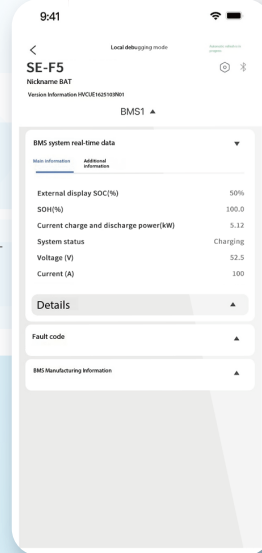 9:41
Local debugging mode
SE-F5
Nickname BAT
Version Information HVCUE1625103N01
BMS1 ▲
BMS system real-time data ▼
Main information
Additional
information
External display SOC(%) 50%
SOH(%) 100.0
Current charge and discharge power(kW) 5.12
System status Charging
Voltage (V) 52.5
Current (A) 100
Details ▲
Fault code ▲
BMS Manufacturing Information ▲